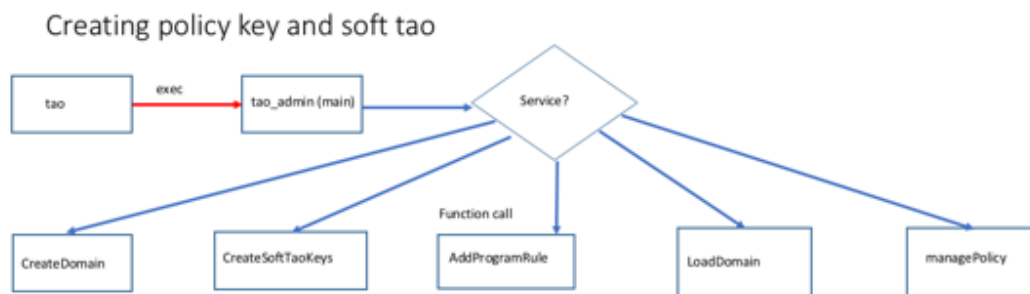 Creating policy key and soft tao
tao
exec
tao_admin (main)
Service?
Function call
CreateDomain
CreateSoftTaoKeys
AddProgramRule
LoadDomain
managePolicy